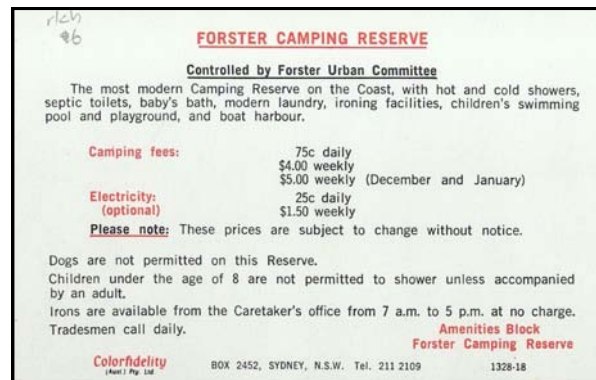 rich
$6
FORSTER CAMPING RESERVE
Controlled by Forster Urban Committee
The most modern Camping Reserve on the Coast, with hot and cold showers,
septic toilets, baby's bath, modern laundry, ironing facilities, children's swimming
pool and playground, and boat harbour.
Camping fees: 75c daily
$4.00 weekly
$5.00 weekly (December and January)
Electricity: 25c daily
(optional) $1.50 weekly
Please note: These prices are subject to change without notice.
Dogs are not permitted on this Reserve.
Children under the age of 8 are not permitted to shower unless accompanied
by an adult.
Irons are available from the Caretaker's office from 7 a.m. to 5 p.m. at no charge.
Tradesmen call daily. Amenities Block
Forster Camping Reserve
Colorfidelity BOX 2452, SYDNEY, N.S.W. Tel. 211 2109 1328-18
(Aust.) Pty. Ltd.